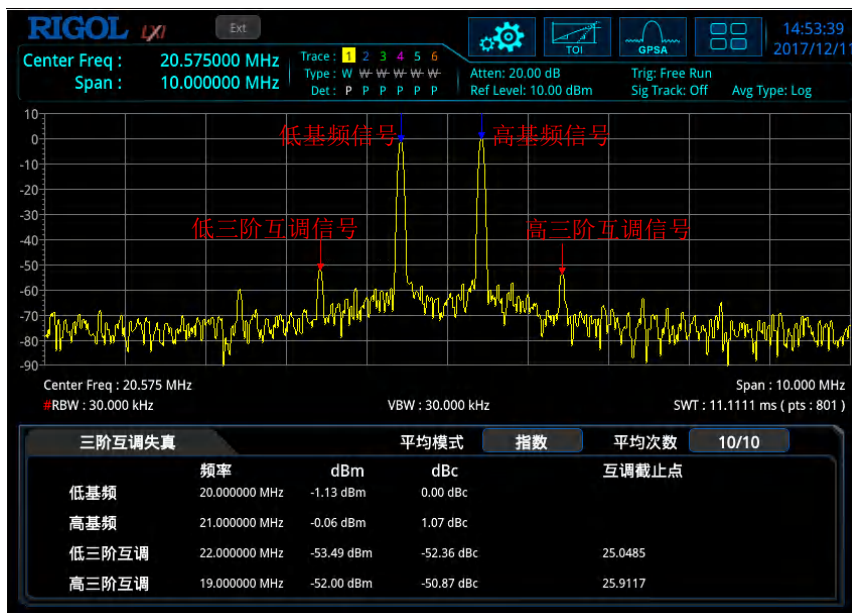 RIGOL LXI Ext
14:53:39
TOI GPSA
2017/12/11
Center Freq : 20.575000 MHz
Span : 10.000000 MHz
Trace : 1 2 3 4 5 6
Type : W W W W W W
Det : P P P P P P
Atten: 20.00 dB
Ref Level: 10.00 dBm
Trig: Free Run
Sig Track: Off
Avg Type: Log
10
0
-10
-20
-30
-40
-50
-60
-70
-80
-90
低基频信号
高基频信号
低三阶互调信号
高三阶互调信号
Center Freq : 20.575 MHz
Span : 10.000 MHz
#RBW : 30.000 kHz
VBW : 30.000 kHz
SWT : 11.1111 ms ( pts : 801 )
三阶互调失真 平均模式 指数 平均次数 10/10
频率 dBm dBc 互调截止点
低基频 20.000000 MHz -1.13 dBm 0.00 dBc
高基频 21.000000 MHz -0.06 dBm 1.07 dBc
低三阶互调 22.000000 MHz -53.49 dBm -52.36 dBc 25.0485
高三阶互调 19.000000 MHz -52.00 dBm -50.87 dBc 25.9117